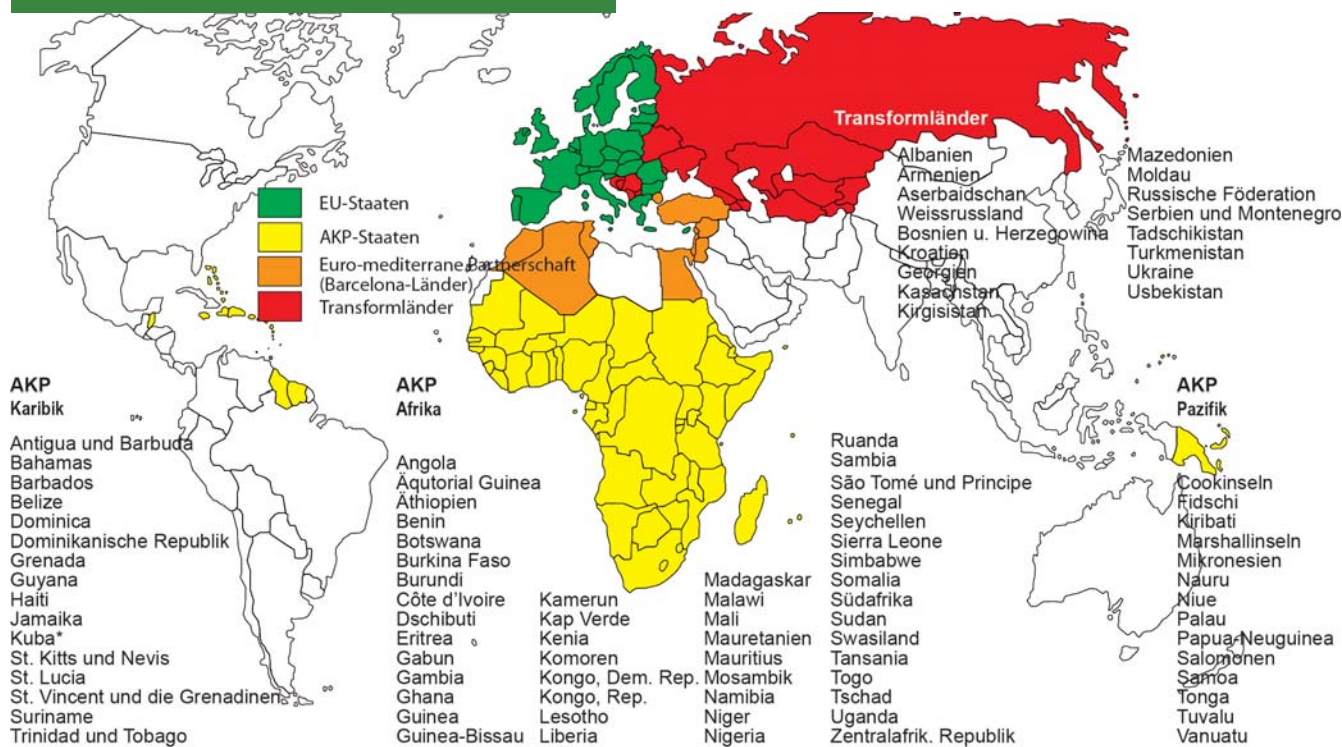 Transformländer
Albanien
Armenien
Aserbaidschan
Weissrussland
Bosnien u. Herzegowina
Kroatien
Georgien
Kasachstan
Kirgisistan
Mazedonien
Moldau
Russische Föderation
Serbien und Montenegro
Tadschikistan
Turkmenistan
Ukraine
Usbekistan
EU-Staaten
AKP-Staaten
Euro-mediterrane Partnerschaft
(Barcelona-Länder)
Transformländer
AKP
Karibik
Antigua und Barbuda
Bahamas
Barbados
Belize
Dominica
Dominikanische Republik
Grenada
Guyana
Haiti
Jamaika
Kuba*
St. Kitts und Nevis
St. Lucia
St. Vincent und die Grenadinen
Suriname
Trinidad und Tobago
AKP
Afrika
Angola
Äqutorial Guinea
Äthiopien
Benin
Botswana
Burkina Faso
Burundi
Côte d'Ivoire
Dschibuti
Eritrea
Gabun
Gambia
Ghana
Guinea
Guinea-Bissau
Kamerun
Kap Verde
Kenia
Komoren
Kongo, Dem. Rep.
Kongo, Rep.
Lesotho
Liberia
Madagaskar
Malawi
Mali
Mauretanien
Mauritius
Mosambik
Namibia
Niger
Nigeria
Ruanda
Sambia
São Tomé und Principe
Senegal
Seychellen
Sierra Leone
Simbabwe
Somalia
Südafrika
Sudan
Swasiland
Tansania
Togo
Tschad
Uganda
Zentralafrik. Republik
AKP
Pazifik
Cookinseln
Fidschi
Kiribati
Marshallinseln
Mikronesien
Nauru
Niue
Palau
Papua-Neuguinea
Salomonen
Samoa
Tonga
Tuvalu
Vanuatu